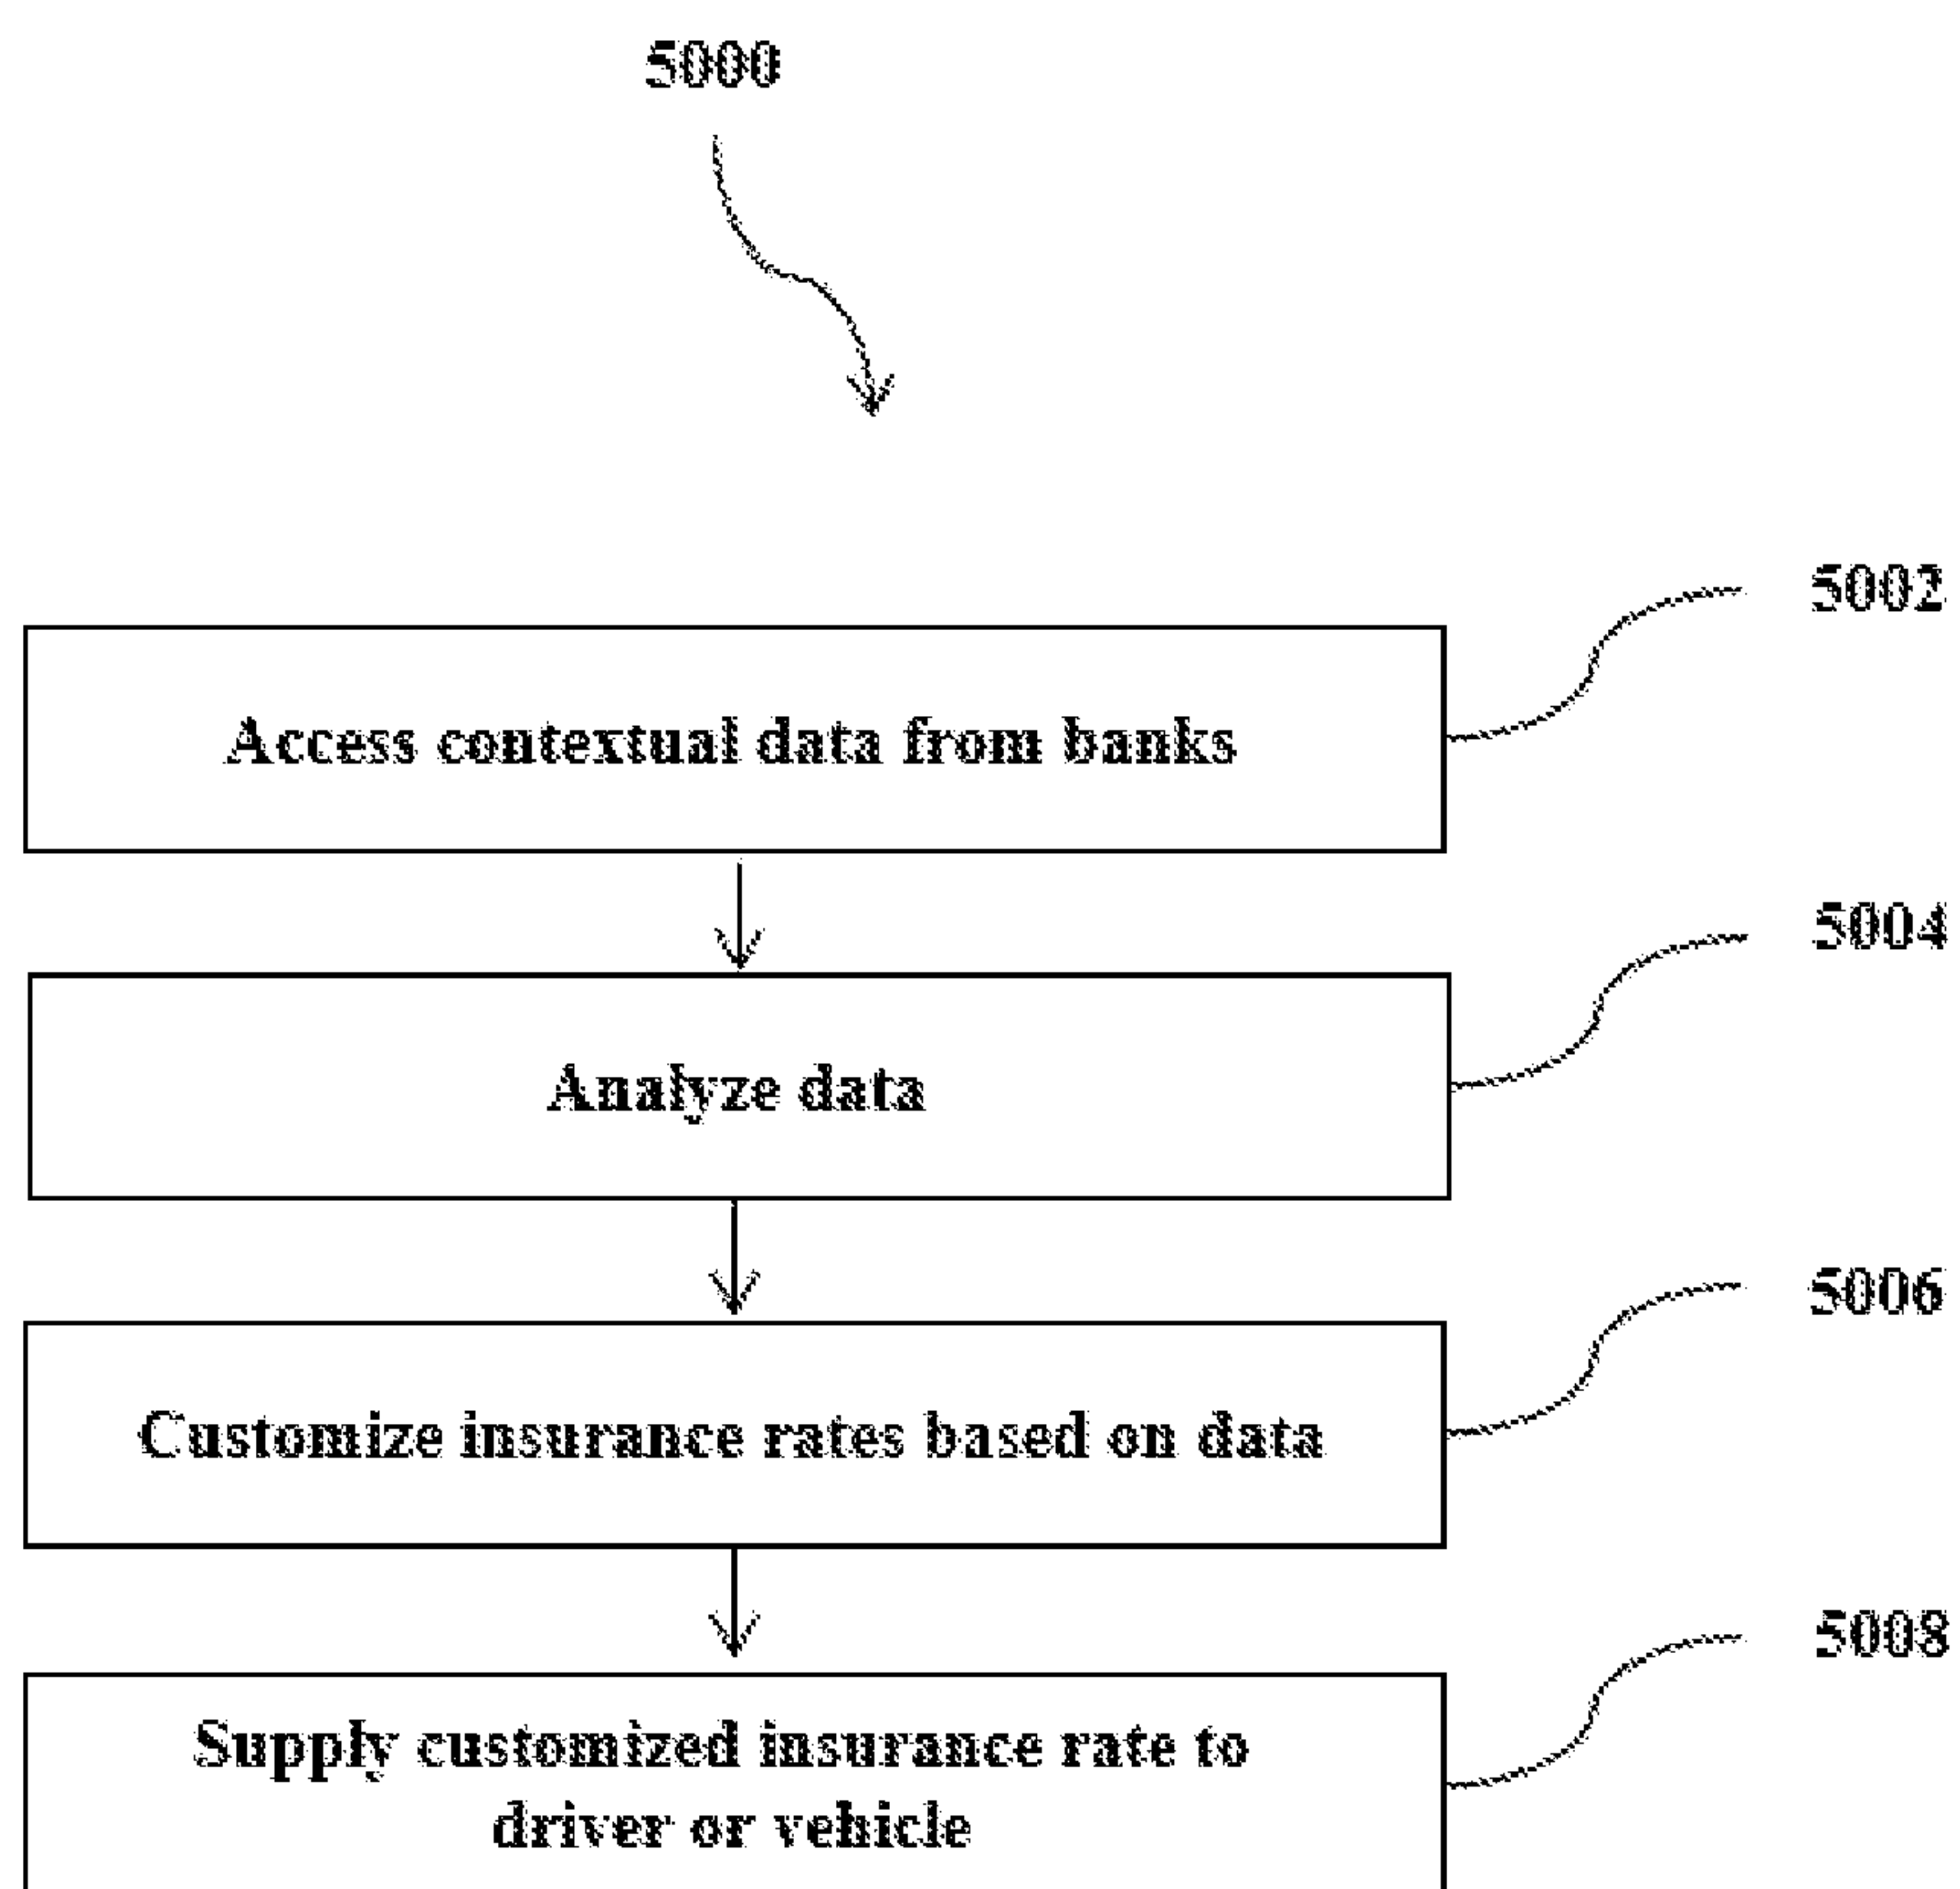 5000
5002
Access contextual data from banks
5004
Analyze data
5006
Customize insurance rates based on data
5008
Supply customized insurance rate to
driver or vehicle